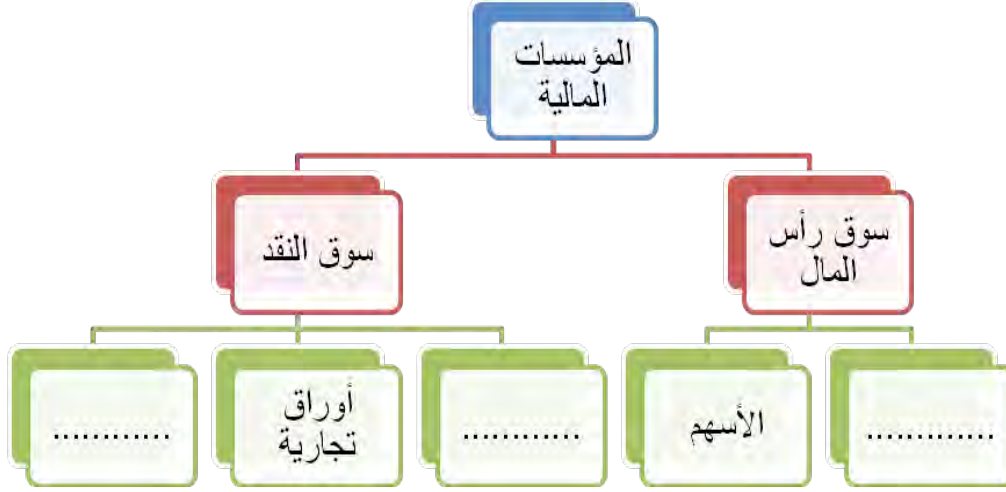 المؤسسات
المالية
سوق رأس
المال
سوق النقد
.............
الأسهم
............
أوراق
تجارية
............